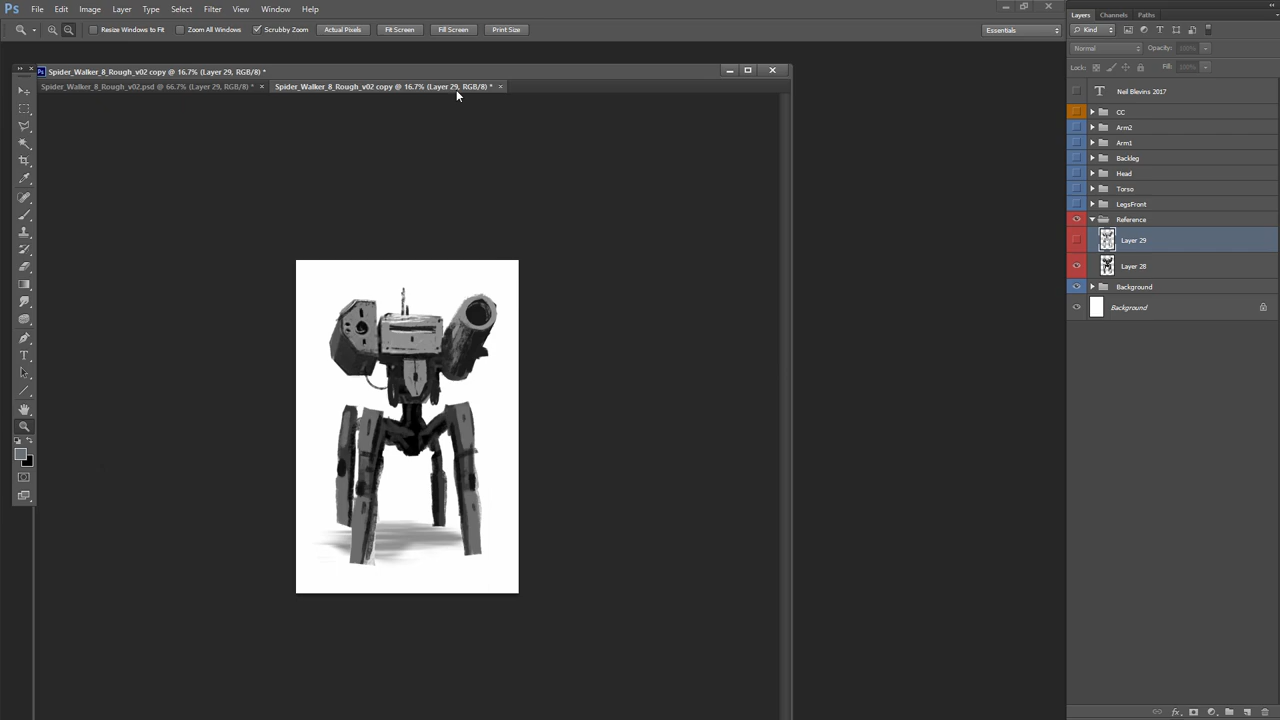 Ps File Edit Image Layer Type Select Filter 3D View Window Help
Resize Windows to Fit Zoom All Windows Scrubby Zoom Actual Pixels Fit Screen Fill Screen Print Size Essentials
Spider_Walker_8_Rough_v02 copy @ 16.7% (Layer 29, RGB/8) *
Spider_Walker_8_Rough_v02.psd @ 66.7% (Layer 29, RGB/8) * × Spider_Walker_8_Rough_v02 copy @ 16.7% (Layer 29, RGB/8) * ×
Layers Channels Paths
Kind
Normal Opacity: 100%
Lock: Fill: 100%
Neil Blevins 2017
CC
Arm2
Arm1
Backleg
Head
Torso
LegsFront
Reference
Layer 29
Layer 28
Background
Background